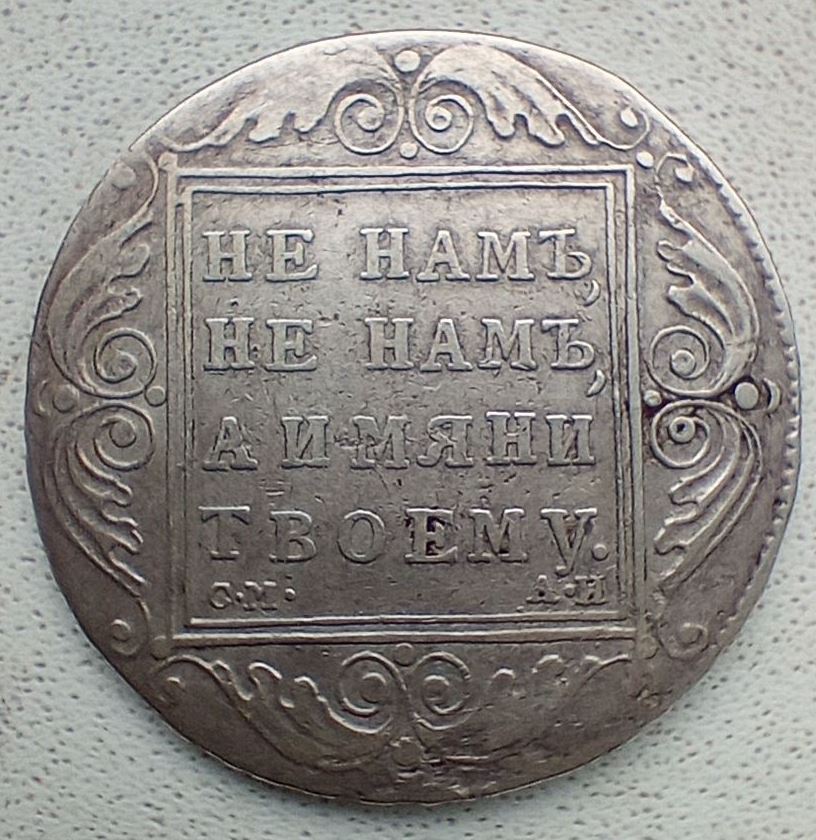 НЕ НАМЪ,
НЕ НАМЪ,
А ИМЯНИ
ТВОЕМУ.
С·М· А·И